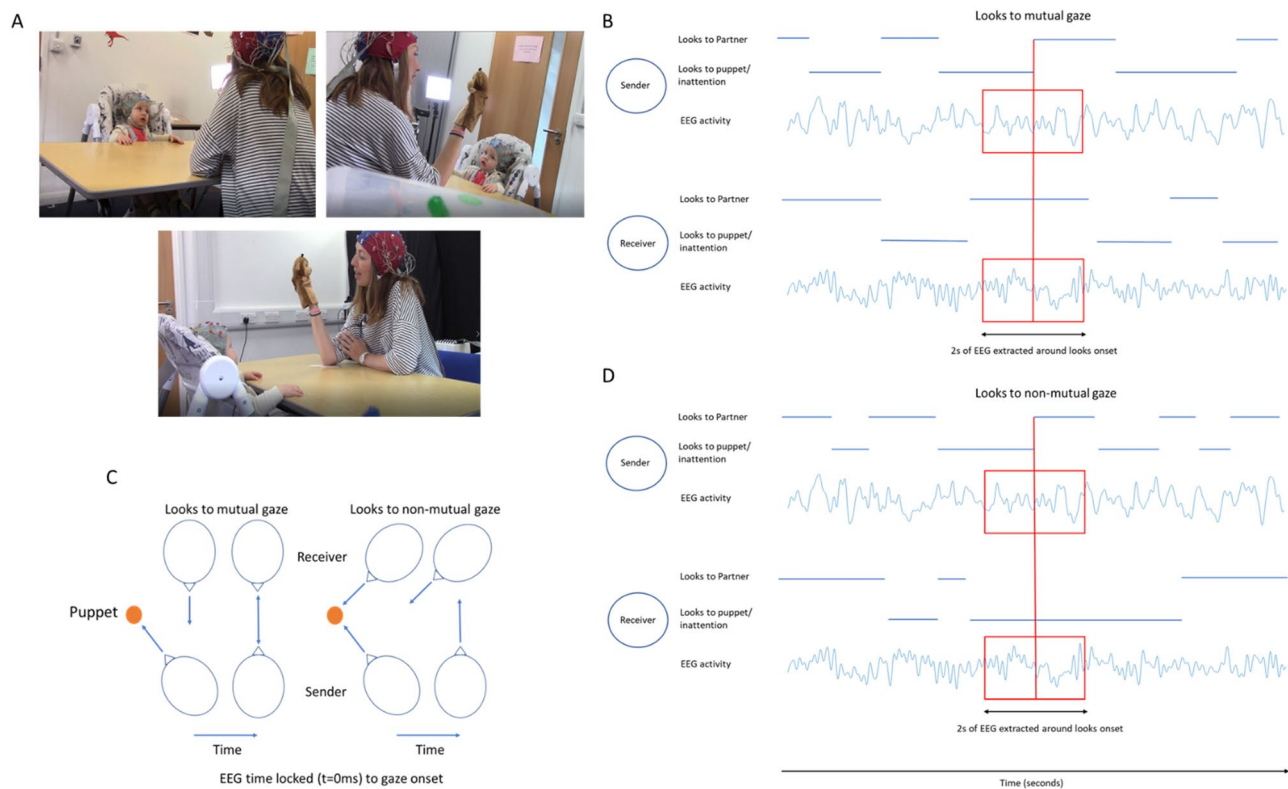 A
B
Looks to mutual gaze
Looks to Partner
Sender
Looks to puppet/
inattention
EEG activity
Looks to Partner
Receiver
Looks to puppet/
inattention
EEG activity
2s of EEG extracted around looks onset
C
Looks to mutual gaze
Looks to non-mutual gaze
Receiver
Puppet
Sender
Time
Time
EEG time locked (t=0ms) to gaze onset
D
Looks to non-mutual gaze
Looks to Partner
Sender
Looks to puppet/
inattention
EEG activity
Looks to Partner
Receiver
Looks to puppet/
inattention
EEG activity
2s of EEG extracted around looks onset
Time (seconds)